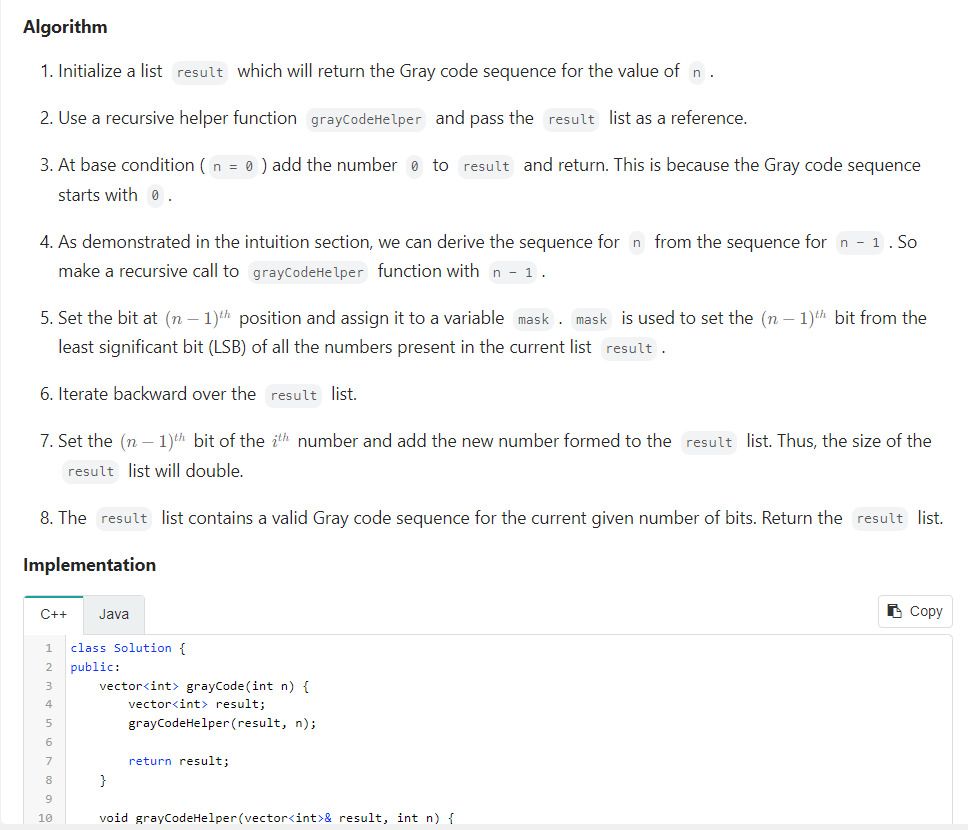 Algorithm
1. Initialize a list result which will return the Gray code sequence for the value of n .
2. Use a recursive helper function grayCodeHelper and pass the result list as a reference.
3. At base condition ( n = 0 ) add the number 0 to result and return. This is because the Gray code sequence
starts with 0 .
4. As demonstrated in the intuition section, we can derive the sequence for n from the sequence for n - 1 . So
make a recursive call to grayCodeHelper function with n - 1 .
5. Set the bit at (n − 1)th position and assign it to a variable mask . mask is used to set the (n − 1)th bit from the
least significant bit (LSB) of all the numbers present in the current list result .
6. Iterate backward over the result list.
7. Set the (n − 1)th bit of the ith number and add the new number formed to the result list. Thus, the size of the
result list will double.
8. The result list contains a valid Gray code sequence for the current given number of bits. Return the result list.
Implementation
C++ Java Copy
1 class Solution {
2 public:
3 vector<int> grayCode(int n) {
4 vector<int> result;
5 grayCodeHelper(result, n);
6
7 return result;
8 }
9
10 void grayCodeHelper(vector<int>& result, int n) {